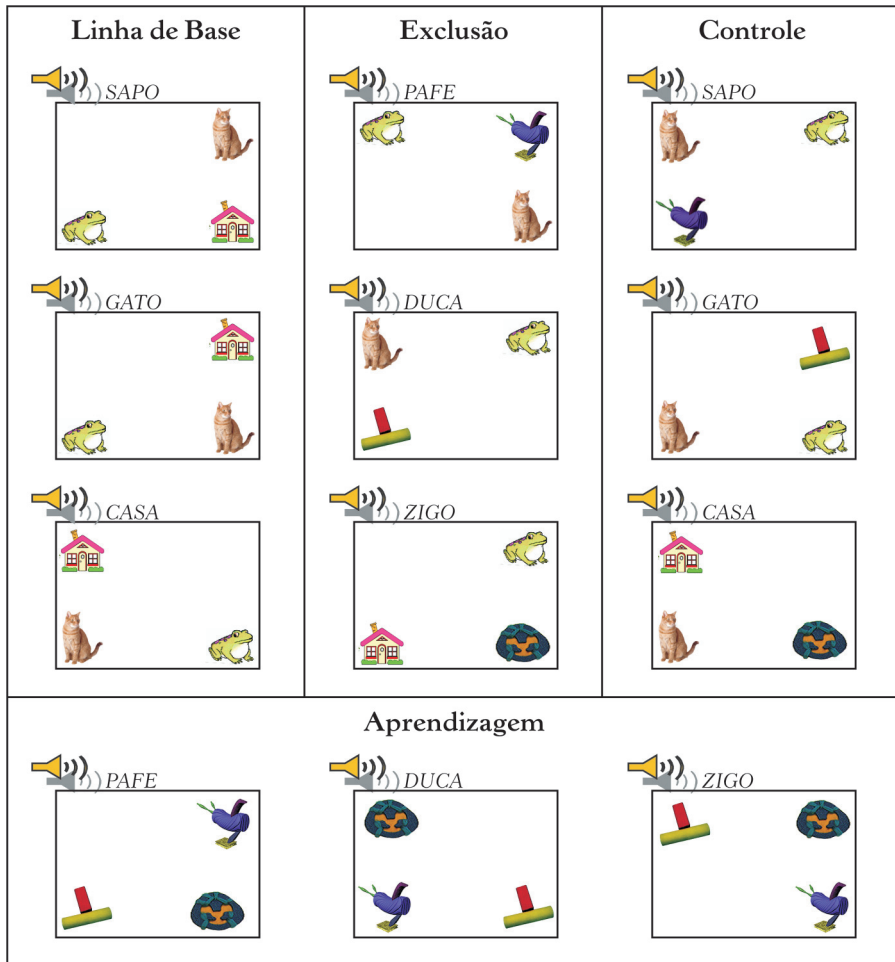 Linha de Base
Exclusão
Controle
SAPO
PAFE
SAPO
GATO
DUCA
GATO
CASA
ZIGO
CASA
Aprendizagem
PAFE
DUCA
ZIGO